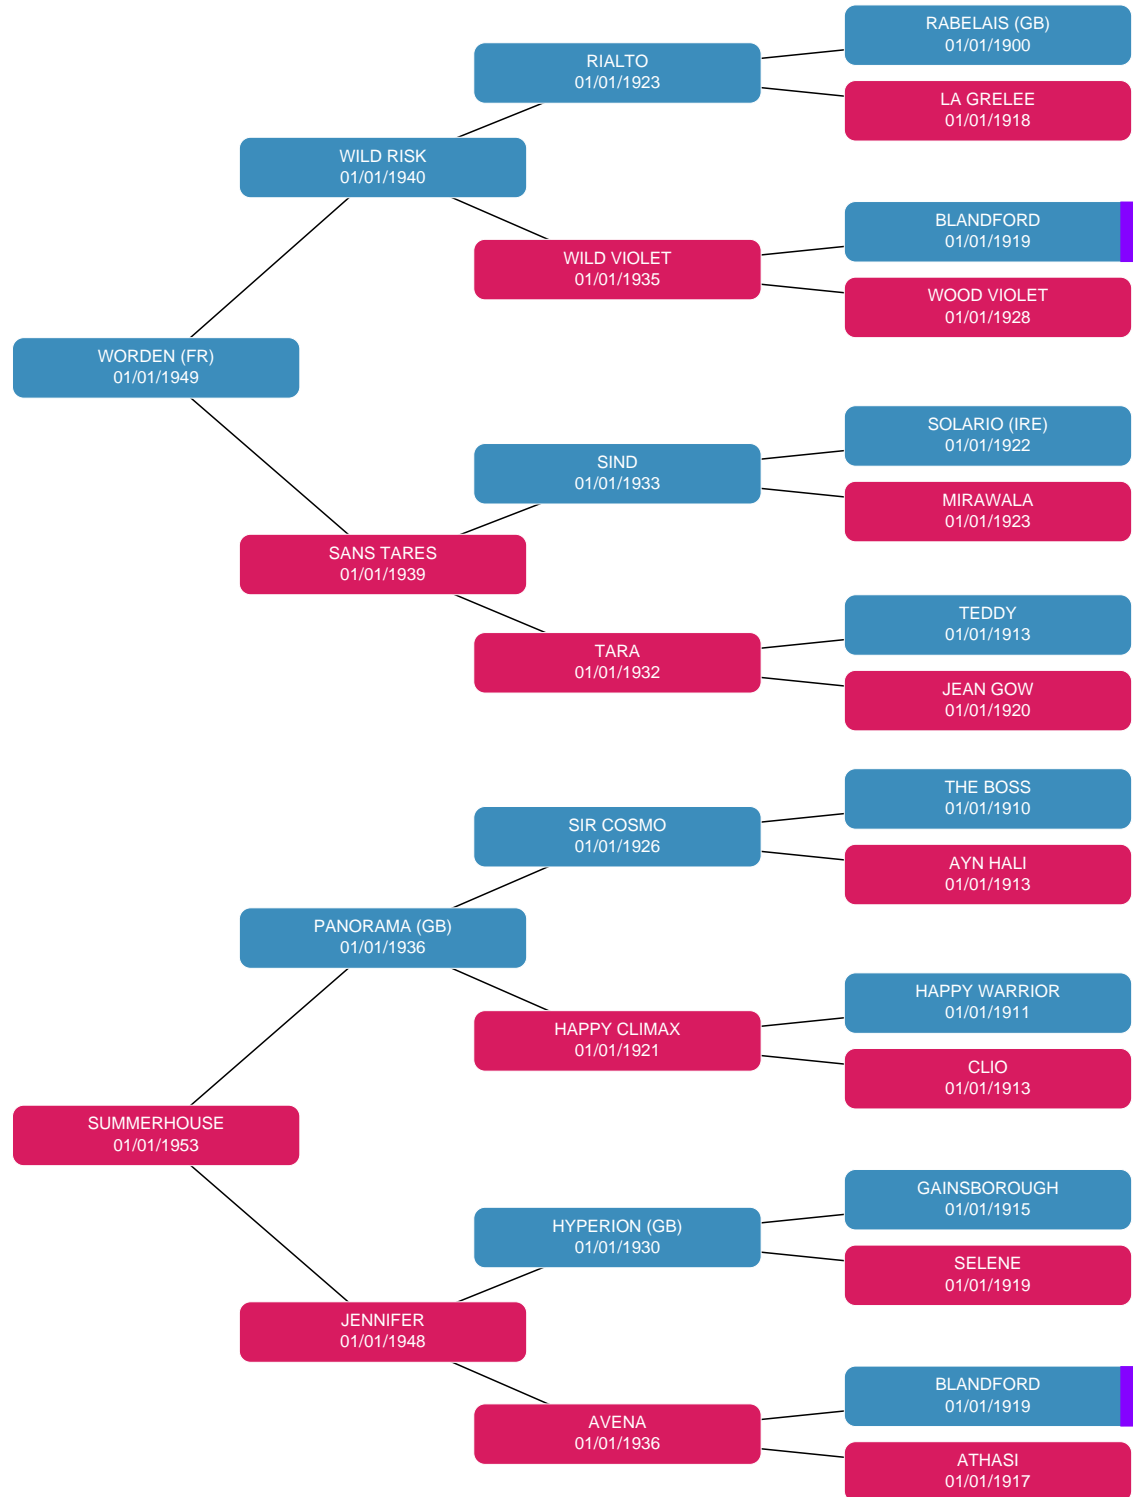 RABELAIS (GB)
01/01/1900
RIALTO
01/01/1923
LA GRELEE
01/01/1918
WILD RISK
01/01/1940
BLANDFORD
01/01/1919
WILD VIOLET
01/01/1935
WOOD VIOLET
01/01/1928
WORDEN (FR)
01/01/1949
SOLARIO (IRE)
01/01/1922
SIND
01/01/1933
MIRAWALA
01/01/1923
SANS TARES
01/01/1939
TEDDY
01/01/1913
TARA
01/01/1932
JEAN GOW
01/01/1920
THE BOSS
01/01/1910
SIR COSMO
01/01/1926
AYN HALI
01/01/1913
PANORAMA (GB)
01/01/1936
HAPPY WARRIOR
01/01/1911
HAPPY CLIMAX
01/01/1921
CLIO
01/01/1913
SUMMERHOUSE
01/01/1953
GAINSBOROUGH
01/01/1915
HYPERION (GB)
01/01/1930
SELENE
01/01/1919
JENNIFER
01/01/1948
BLANDFORD
01/01/1919
AVENA
01/01/1936
ATHASI
01/01/1917